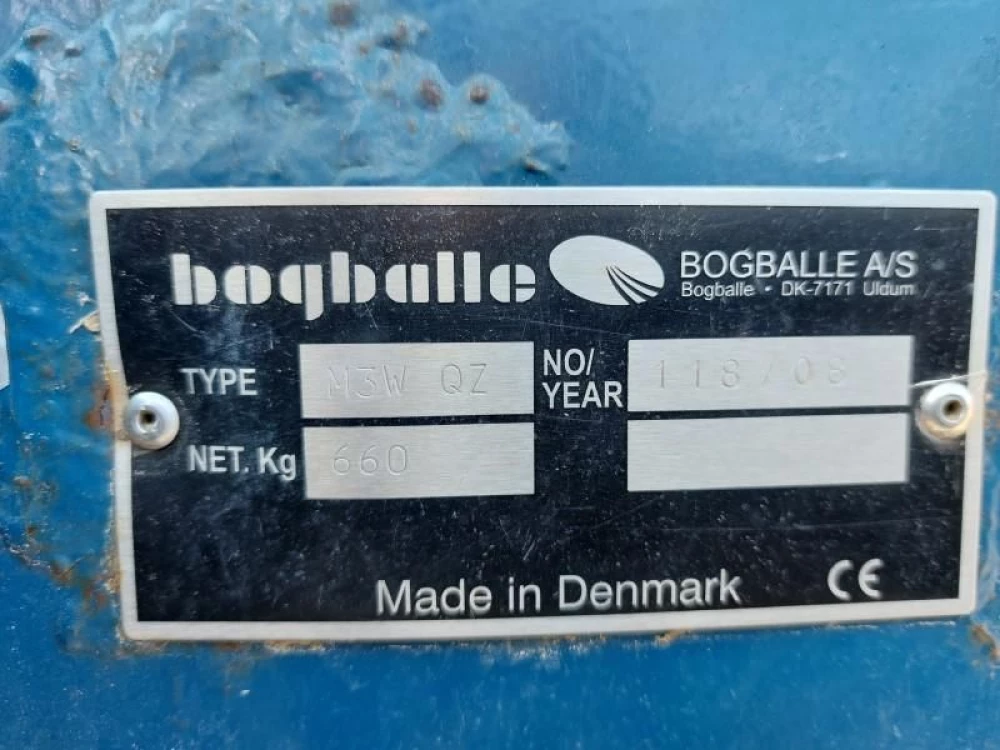 bogballe
BOGBALLE A/S
Bogballe · DK-7171 Uldum
TYPE M3W QZ
NO/
YEAR 118/08
NET. Kg 660
Made in Denmark CE